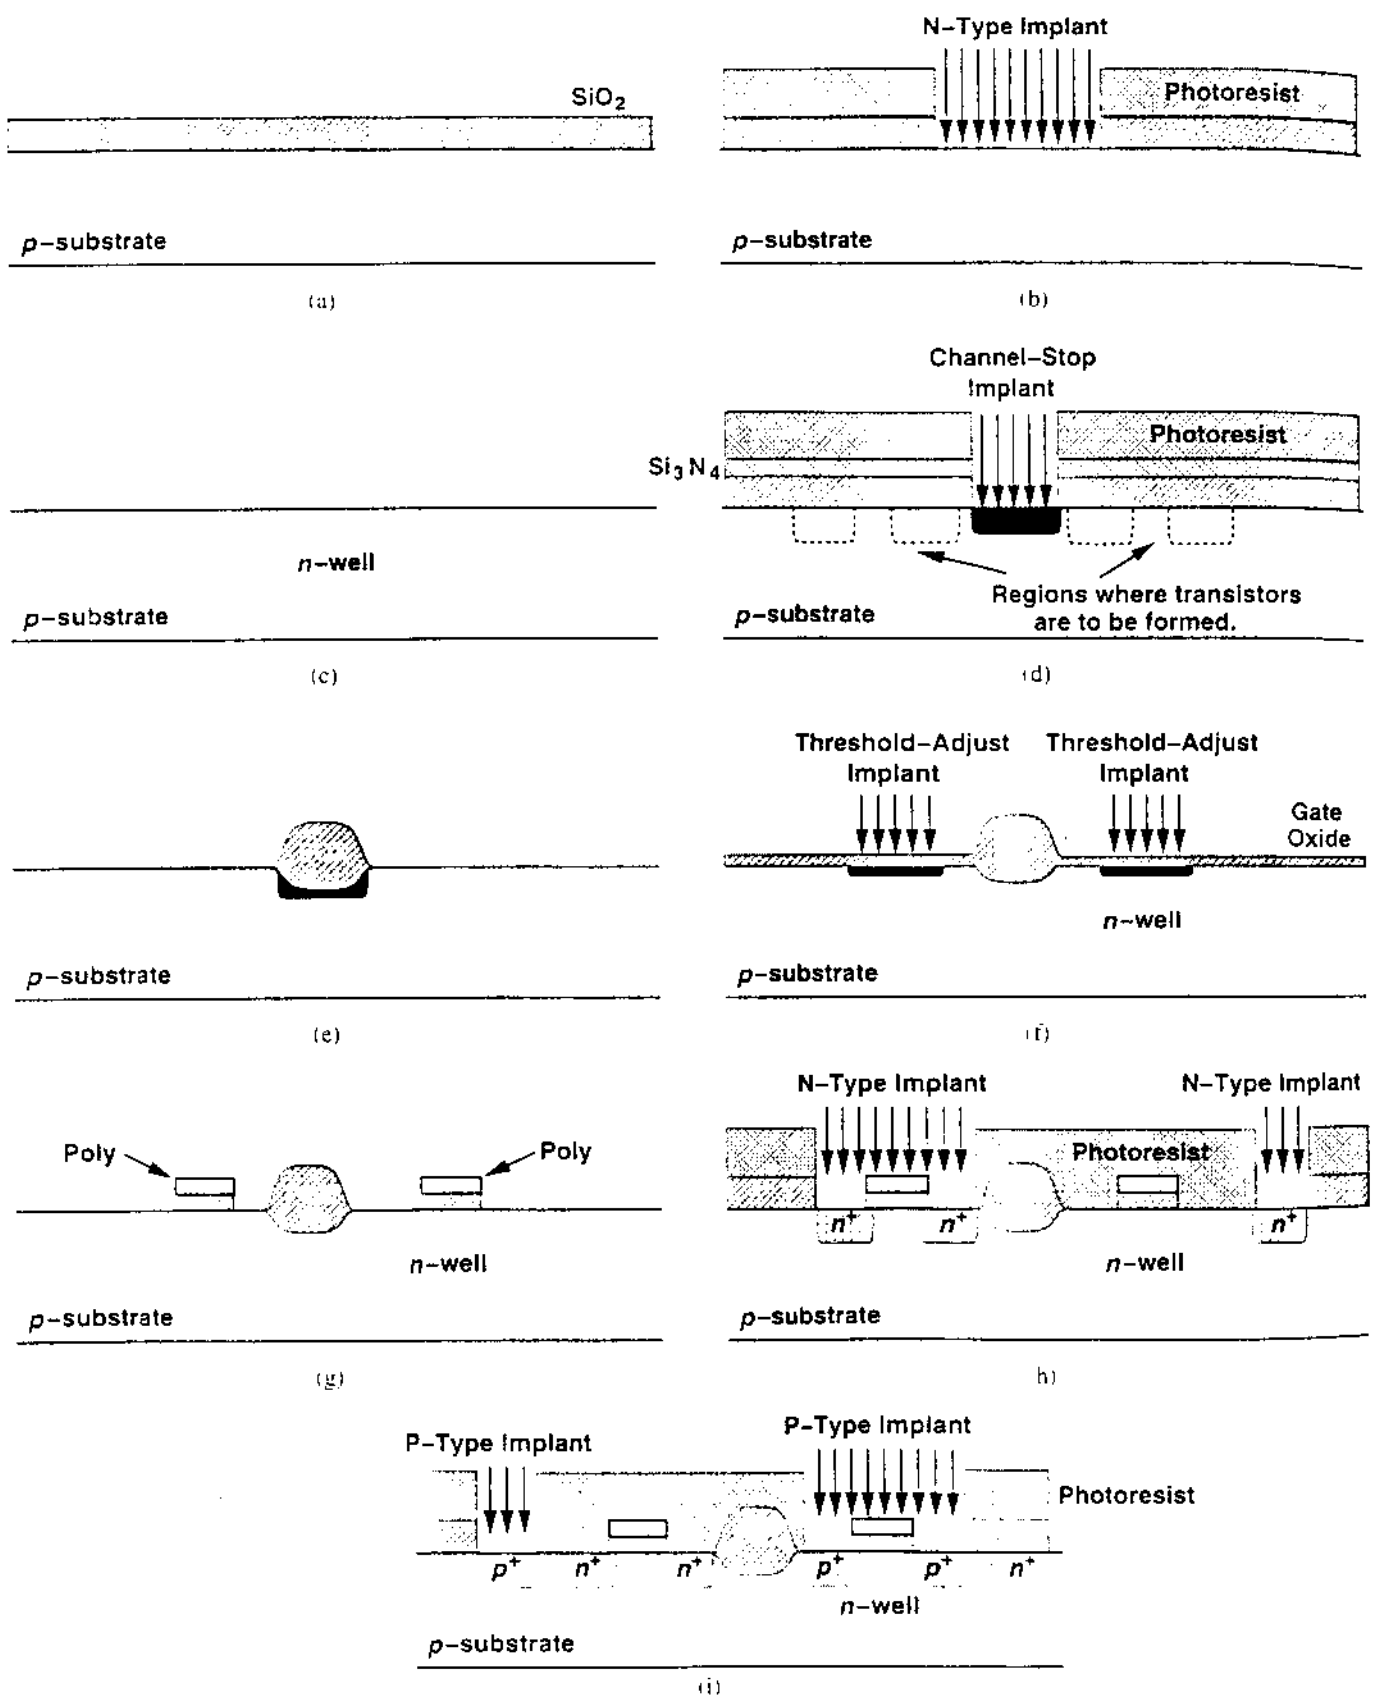 SiO2
p-substrate
(a)
N-Type Implant
Photoresist
p-substrate
(b)
n-well
p-substrate
(c)
Channel-Stop
Implant
Photoresist
Si3N4
Regions where transistors
are to be formed.
p-substrate
(d)
p-substrate
(e)
Threshold-Adjust
Implant
Threshold-Adjust
Implant
Gate
Oxide
n-well
p-substrate
(f)
Poly
Poly
n-well
p-substrate
(g)
N-Type Implant
N-Type Implant
Photoresist
n+ n+ n+
n-well
p-substrate
h)
P-Type Implant
P-Type Implant
Photoresist
p+ n+ n+ p+ p+ n+
n-well
p-substrate
(i)